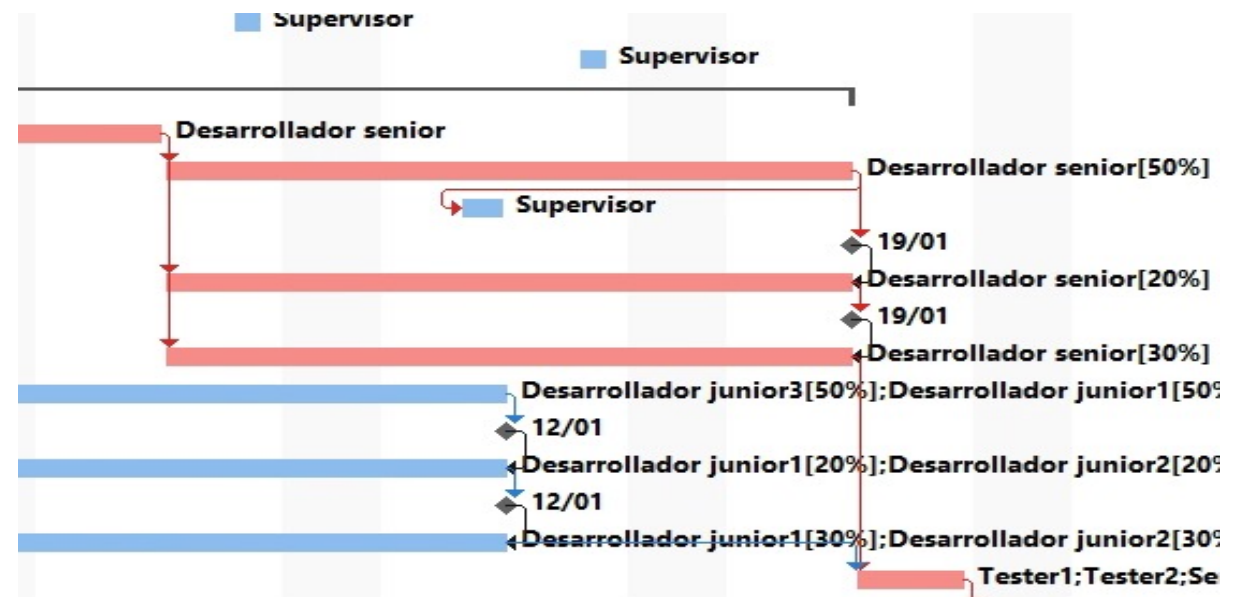 Supervisor
Supervisor
Desarrollador senior
Desarrollador senior[50%]
Supervisor
19/01
Desarrollador senior[20%]
19/01
Desarrollador senior[30%]
Desarrollador junior3[50%];Desarrollador junior1[50%
12/01
Desarrollador junior1[20%];Desarrollador junior2[20%
12/01
Desarrollador junior1[30%];Desarrollador junior2[30%
Tester1;Tester2;Se